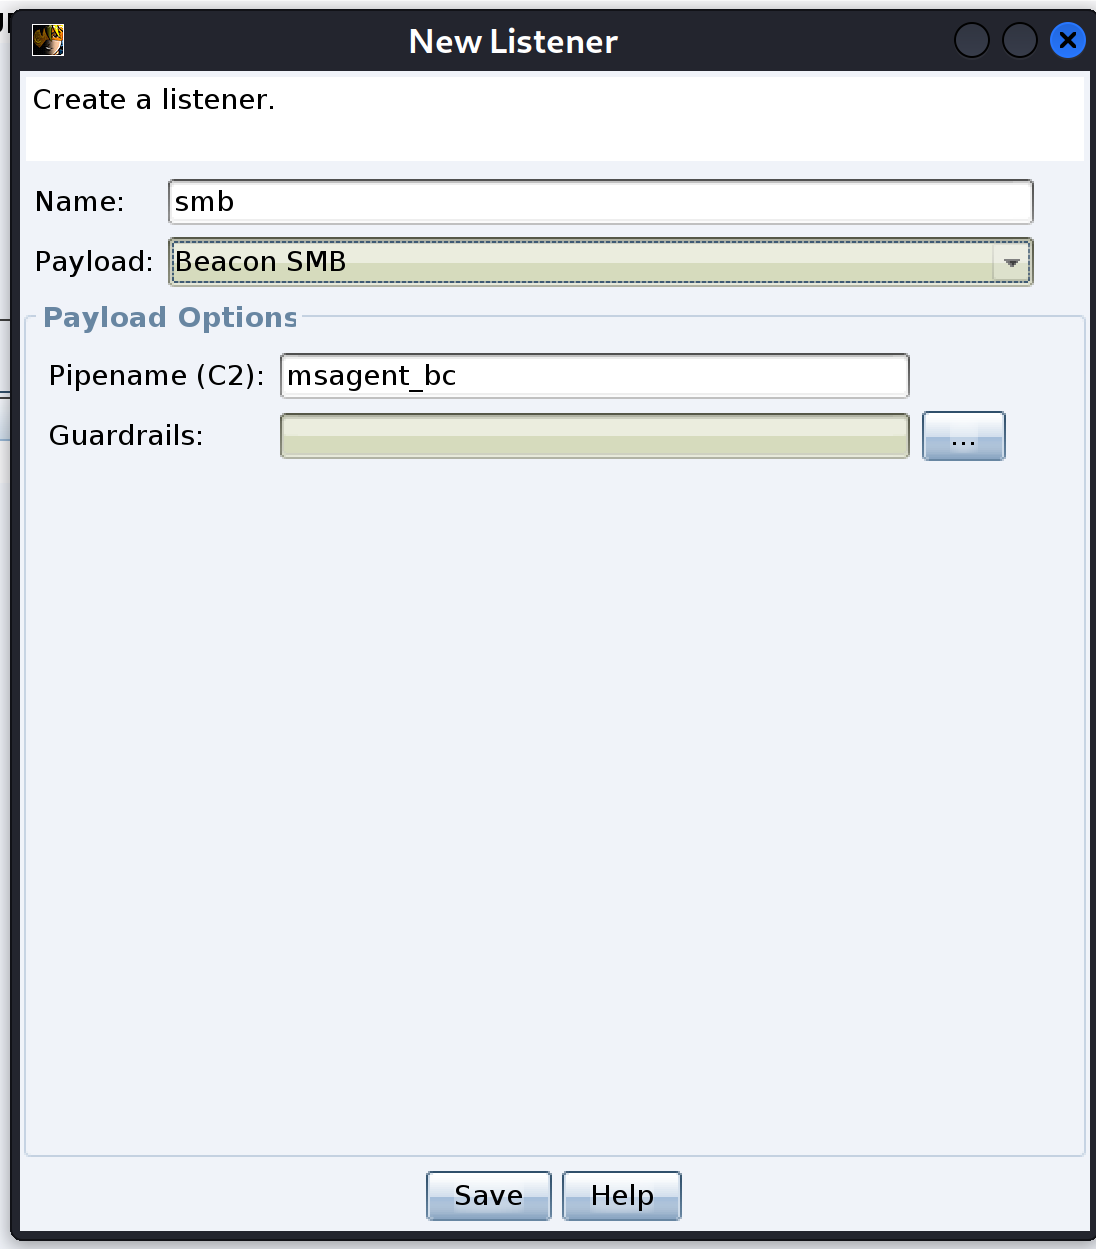 New Listener
Create a listener.
Name: smb
Payload: Beacon SMB
Payload Options
Pipename (C2): msagent_bc
Guardrails: ...
Save Help